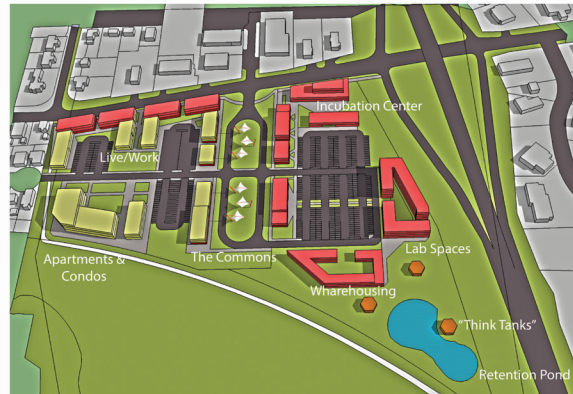 Incubation Center
Live/Work
Apartments &
Condos
The Commons
Lab Spaces
Wharehousing
"Think Tanks"
Retention Pond